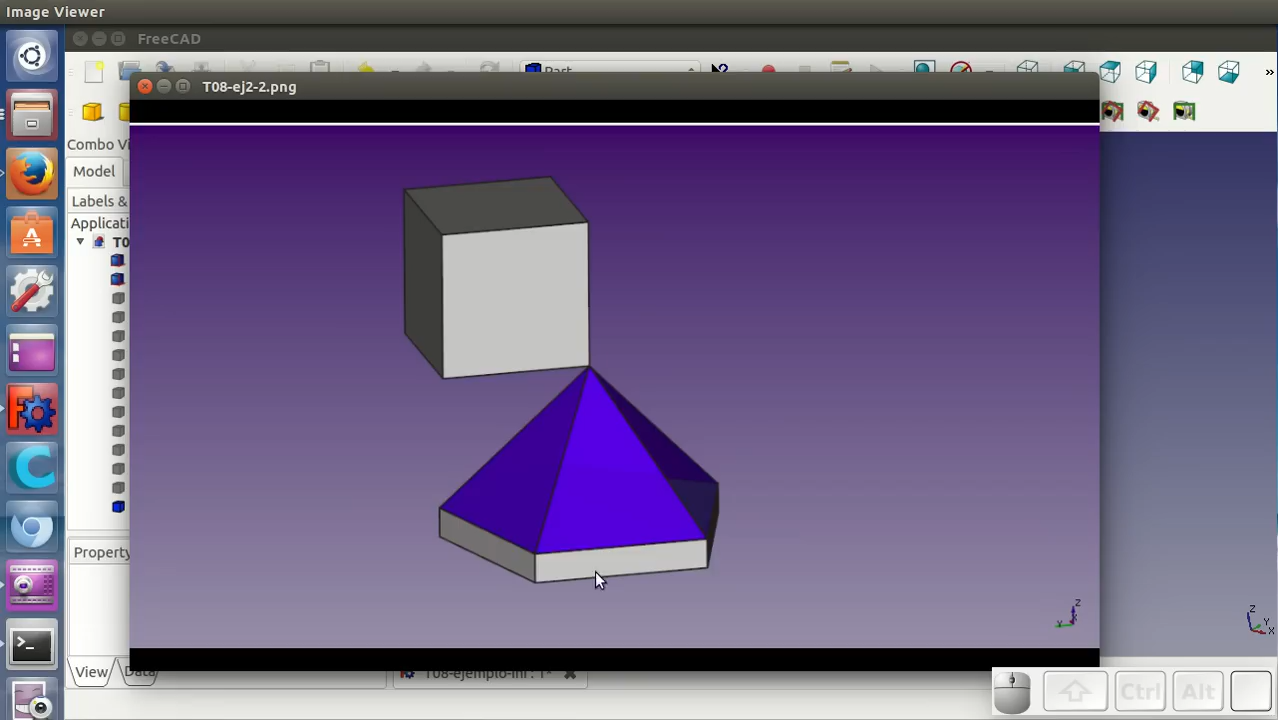 Image Viewer
FreeCAD
Part
»
T08-ej2-2.png
Combo Vi
Model
Labels &
Applicati
T0
Property
View
Data
T08-ejemplo-inf : 1*
Z
Y
Z
Y
X
Ctrl
Alt